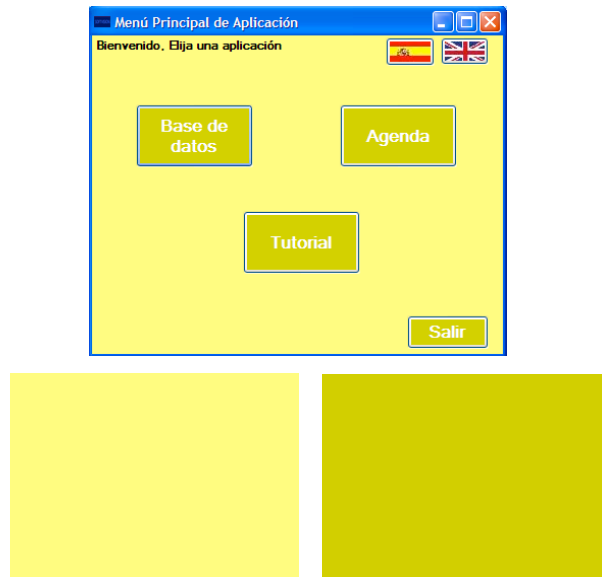 Menú Principal de Aplicación
Bienvenido, Elija una aplicación
Base de
datos
Agenda
Tutorial
Salir